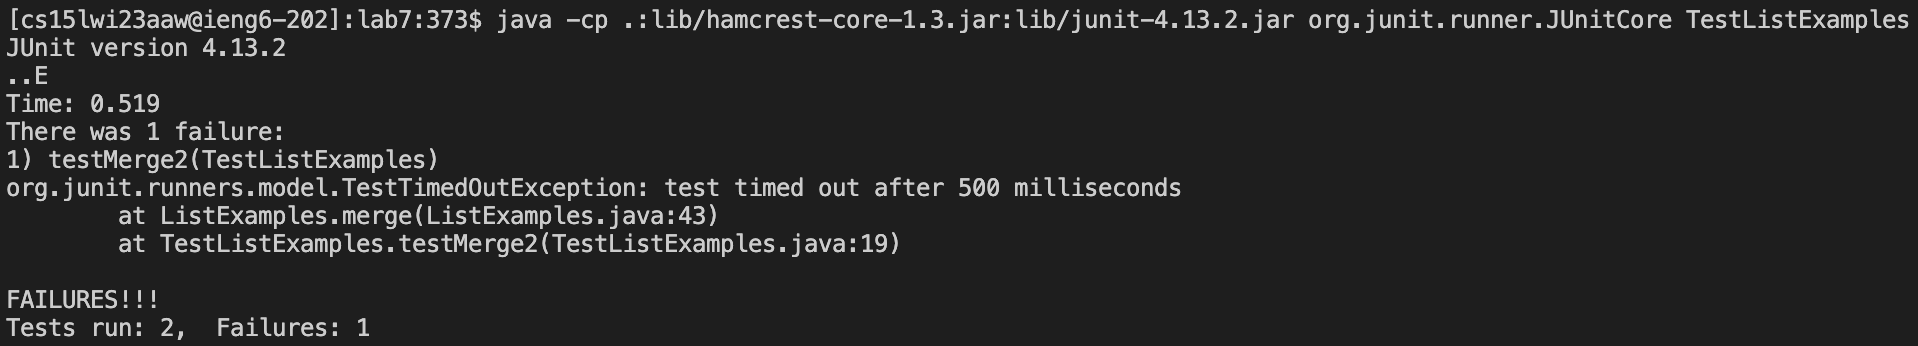 [cs15lwi23aaw@ieng6-202]:lab7:373$ java -cp .:lib/hamcrest-core-1.3.jar:lib/junit-4.13.2.jar org.junit.runner.JUnitCore TestListExamples
JUnit version 4.13.2
..E
Time: 0.519
There was 1 failure:
1) testMerge2(TestListExamples)
org.junit.runners.model.TestTimedOutException: test timed out after 500 milliseconds
        at ListExamples.merge(ListExamples.java:43)
        at TestListExamples.testMerge2(TestListExamples.java:19)

FAILURES!!!
Tests run: 2,  Failures: 1